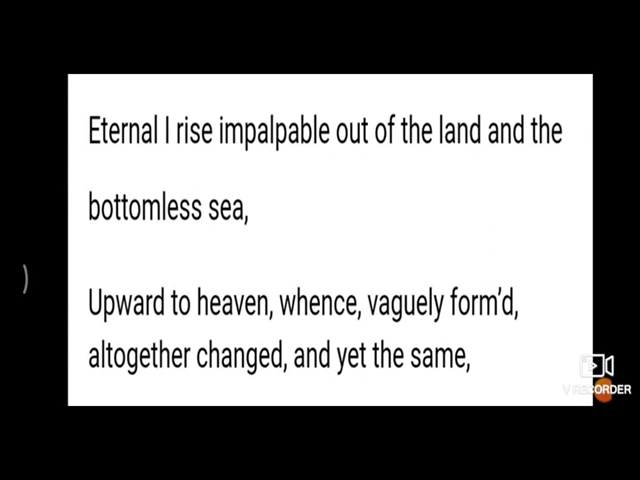 Eternal I rise impalpable out of the land and the
bottomless sea,
Upward to heaven, whence, vaguely form'd,
altogether changed, and yet the same,
V RECORDER